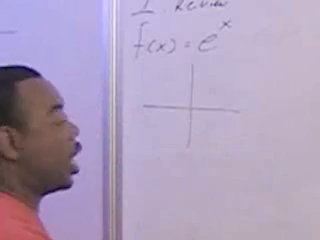 I. Review
f(x) = e^x